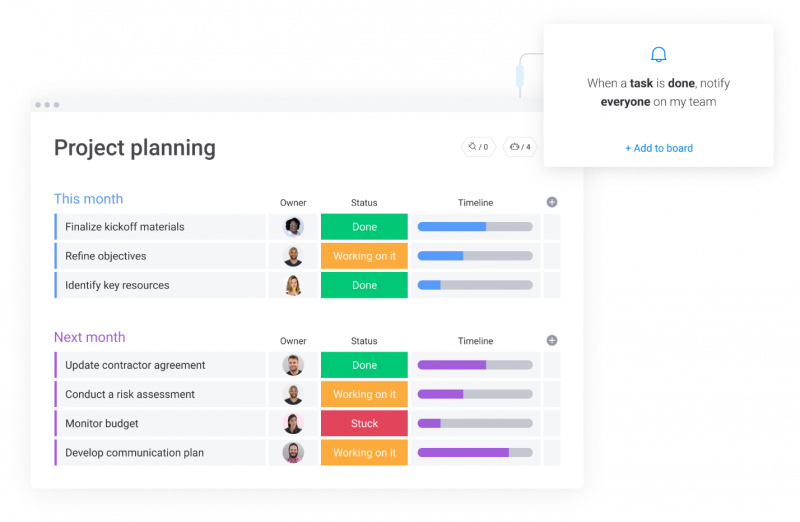 When a task is done, notify
everyone on my team
+ Add to board
Project planning
/ 0
/ 4
This month
Owner Status Timeline
Finalize kickoff materials Done
Refine objectives Working on it
Identify key resources Done
Next month
Owner Status Timeline
Update contractor agreement Done
Conduct a risk assessment Working on it
Monitor budget Stuck
Develop communication plan Working on it